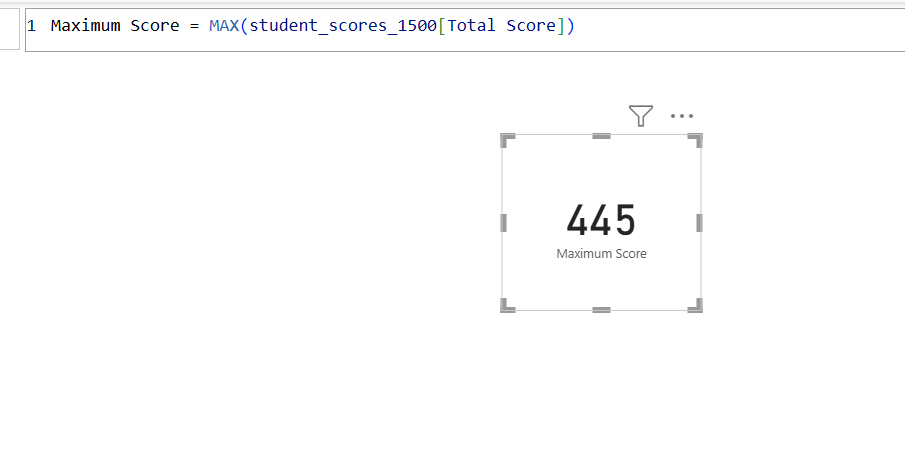 1 Maximum Score = MAX(student_scores_1500[Total Score])
445
Maximum Score